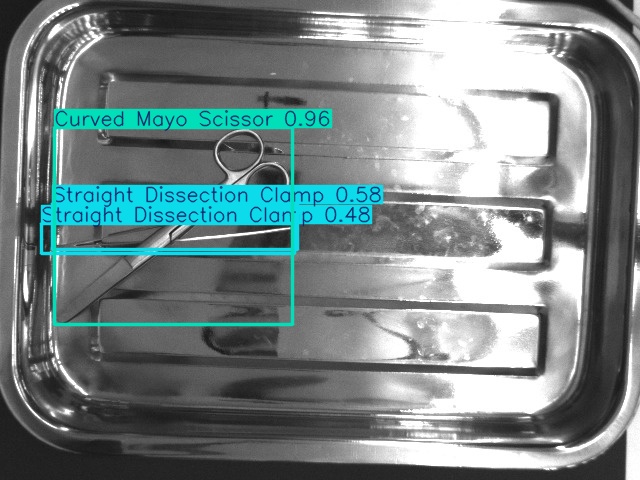 Curved Mayo Scissor 0.96
Straight Dissection Clamp 0.58
Straight Dissection Clamp 0.48